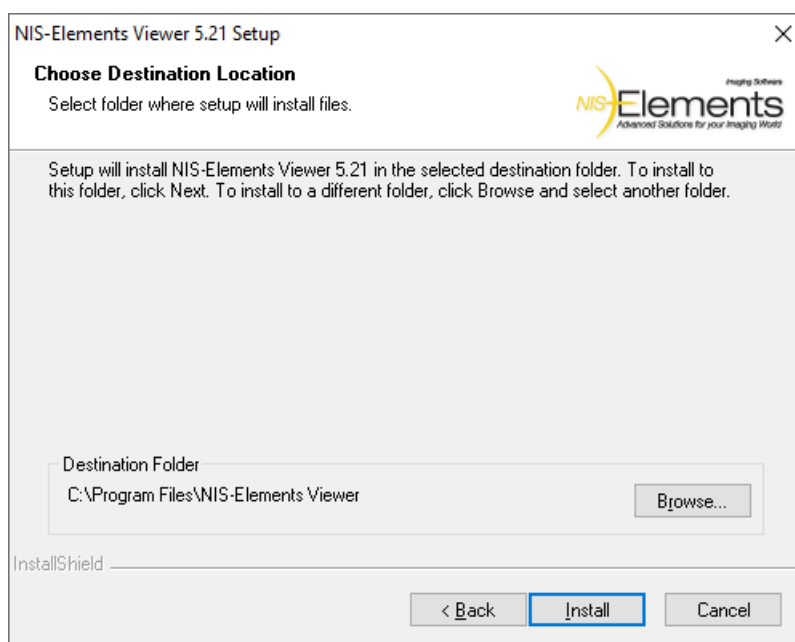 NIS-Elements Viewer 5.21 Setup
Choose Destination Location
Select folder where setup will install files.
Imaging Software
NIS Elements
Advanced Solutions for your Imaging World
Setup will install NIS-Elements Viewer 5.21 in the selected destination folder. To install to
this folder, click Next. To install to a different folder, click Browse and select another folder.
Destination Folder
C:\Program Files\NIS-Elements Viewer
Browse...
InstallShield
< Back
Install
Cancel